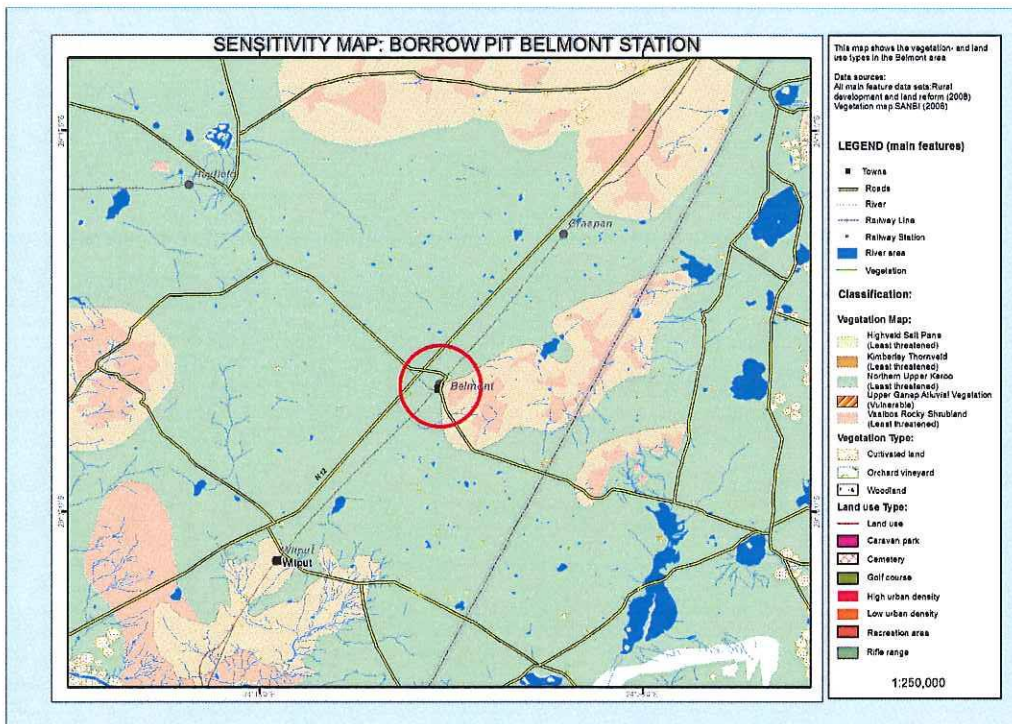 SENSITIVITY MAP: BORROW PIT BELMONT STATION
This map shows the vegetation- and land
use types in the Belmont area
Data sources:
All main feature data sets:Rural
development and land reform (2008)
Vegetation map SANBI (2006)
LEGEND (main features)
Towns
Roads
River
Railway Line
Railway Station
River area
Vegetation
Classification:
Vegetation Map:
Highveld Salt Pans
(Least threatened)
Kimberley Thornveld
(Least threatened)
Northern Upper Karoo
(Least threatened)
Upper Gariep Alluvial Vegetation
(Vulnerable)
Vaalbos Rocky Shrubland
(Least threatened)
Vegetation Type:
Cultivated land
Orchard vineyard
Woodland
Land use Type:
Land use
Caravan park
Cemetery
Golf course
High urban density
Low urban density
Recreation area
Rifle range
1:250,000
Graspan
Belmont
N12
Witput
Witput